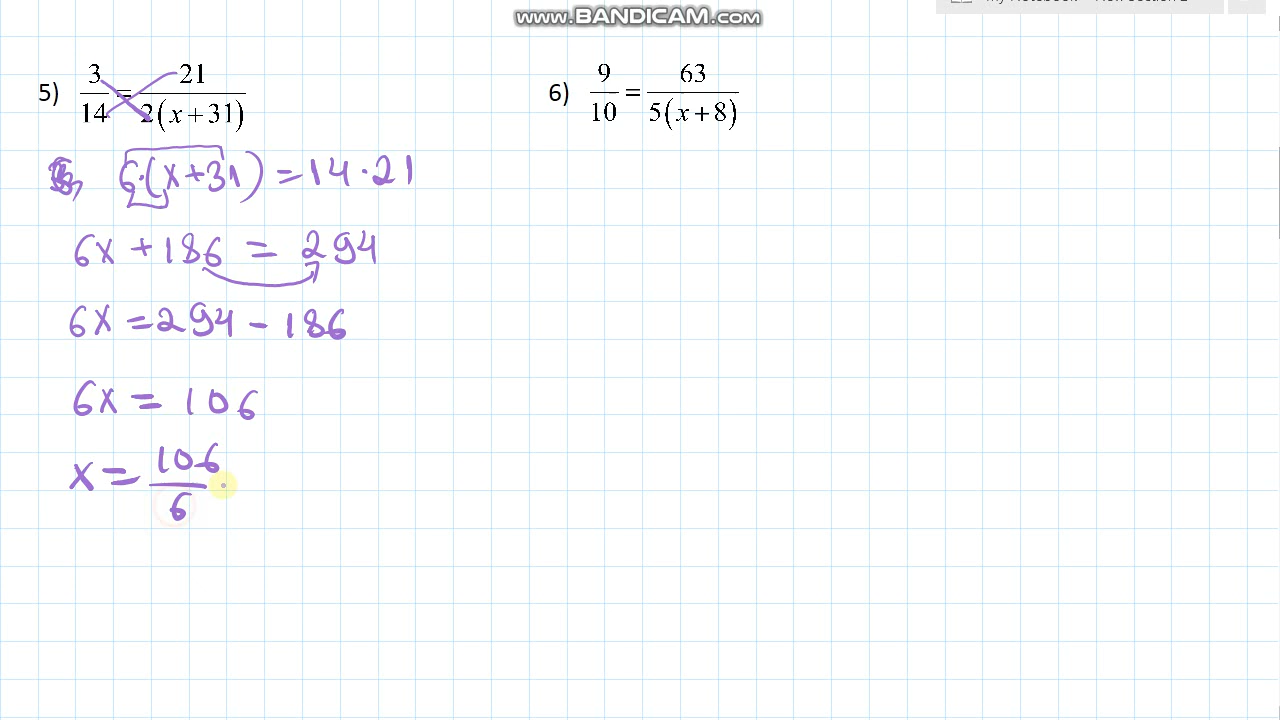 www.BANDICAM.com
5) 3/14 = 21/2(x+31)
6·(x+31) = 14·21
6x + 186 = 294
6x = 294 - 186
6x = 106
x = 106/6
6) 9/10 = 63/5(x+8)